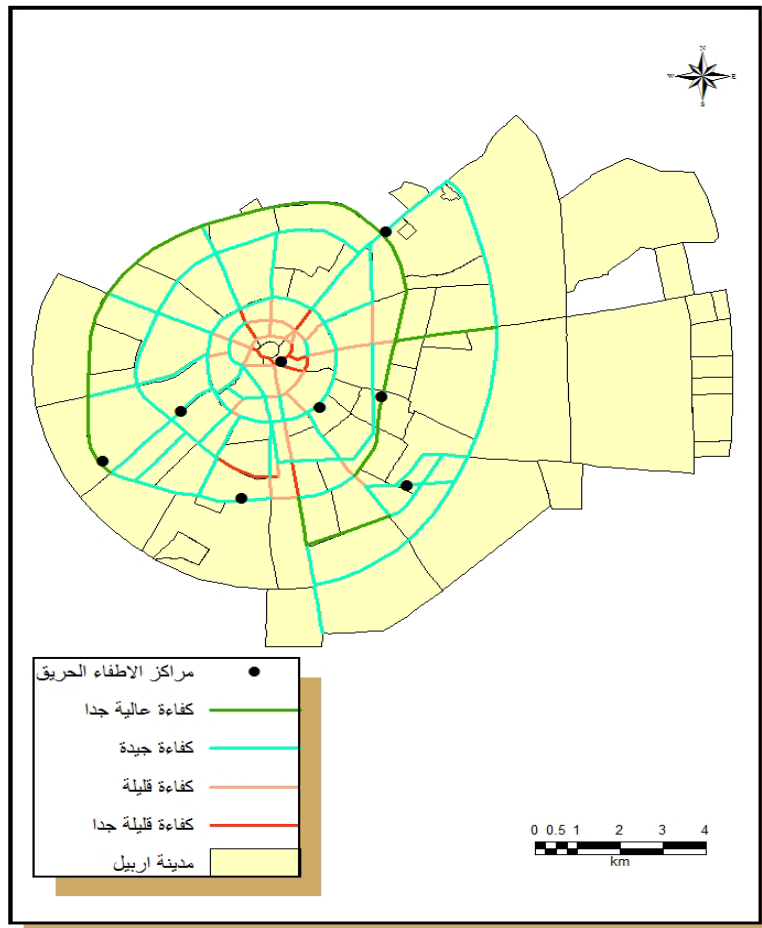 N
W E
S
مراكز الاطفاء الحريق
كفاءة عالية جدا
كفاءة جيدة
كفاءة قليلة
كفاءة قليلة جدا
مدينة اربيل
0 0.5 1 2 3 4
km